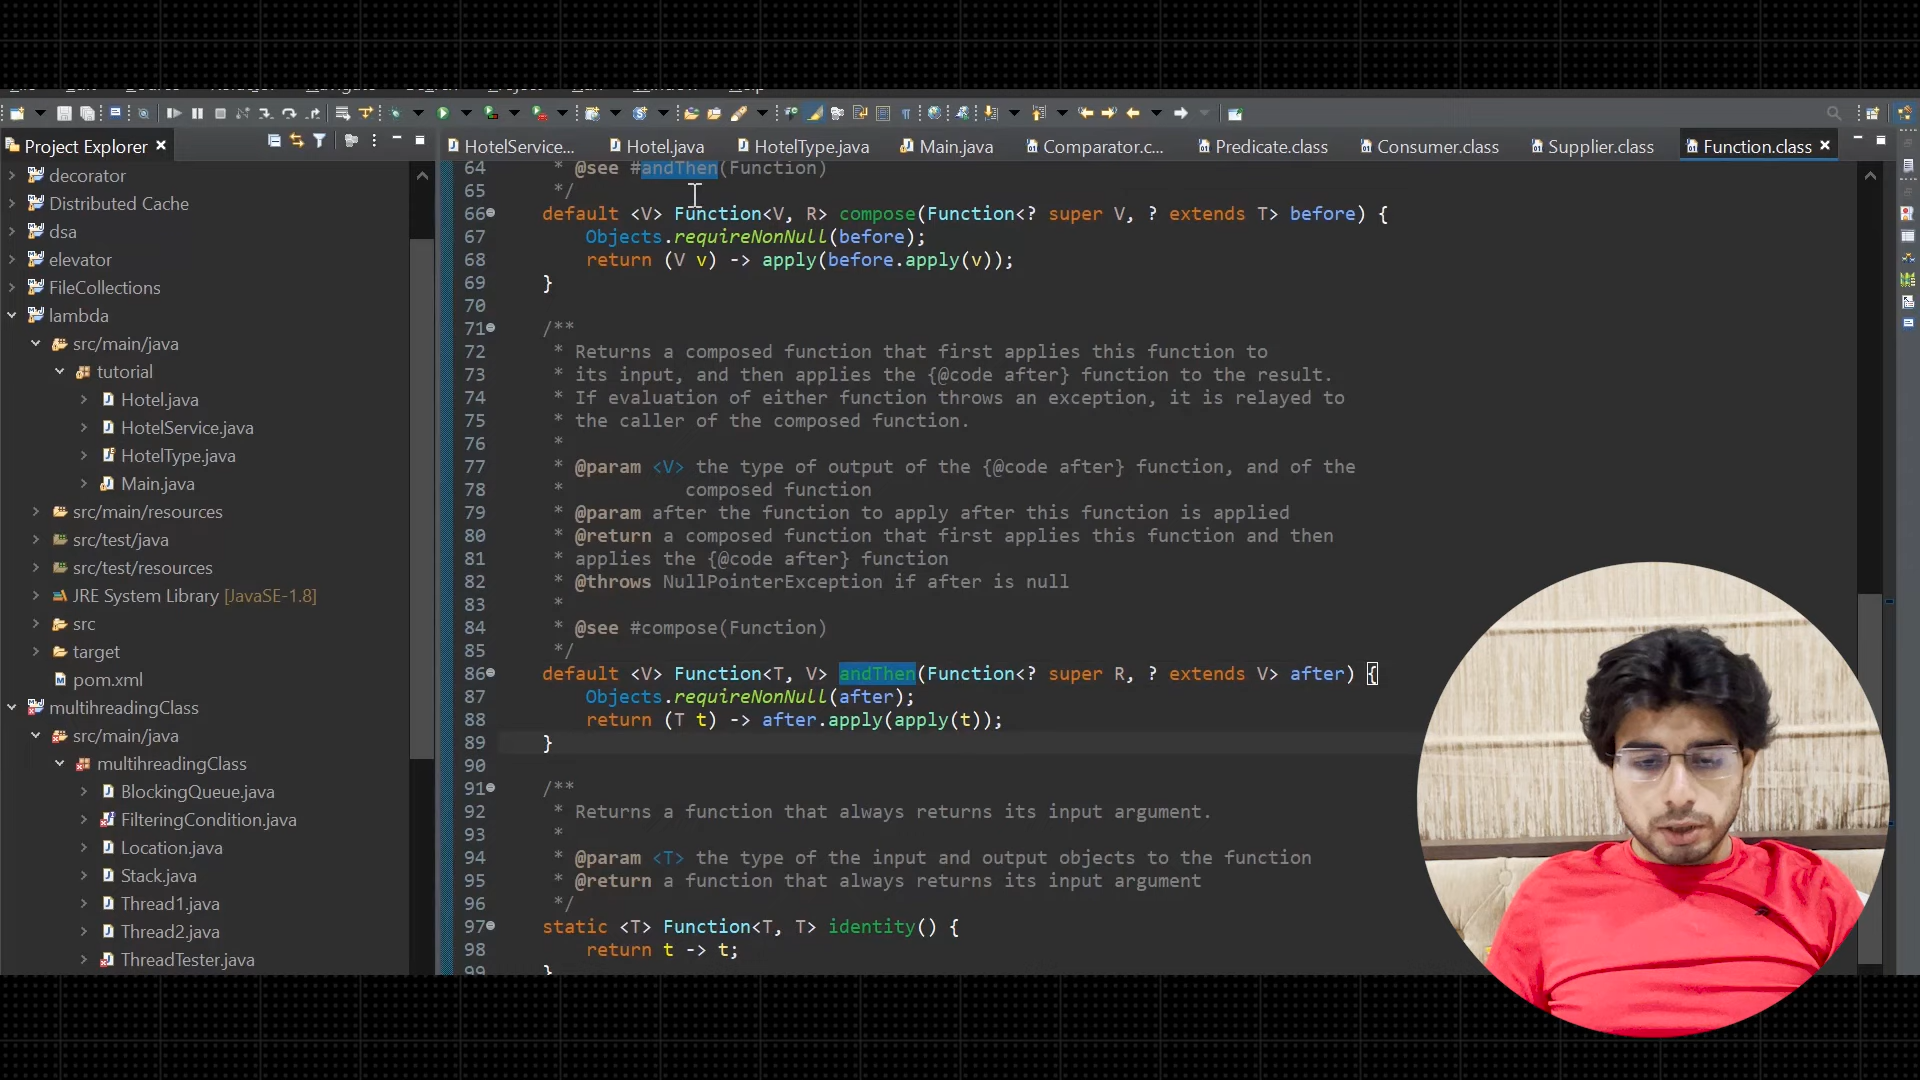 Project Explorer
HotelService...
Hotel.java
HotelType.java
Main.java
Comparator.c...
Predicate.class
Consumer.class
Supplier.class
Function.class
decorator
Distributed Cache
dsa
elevator
FileCollections
lambda
src/main/java
tutorial
Hotel.java
HotelService.java
HotelType.java
Main.java
src/main/resources
src/test/java
src/test/resources
JRE System Library [JavaSE-1.8]
src
target
pom.xml
multihreadingClass
src/main/java
multihreadingClass
BlockingQueue.java
FilteringCondition.java
Location.java
Stack.java
Thread1.java
Thread2.java
ThreadTester.java
64 * @see #andThen(Function)
65 */
66 default <V> Function<V, R> compose(Function<? super V, ? extends T> before) {
67 Objects.requireNonNull(before);
68 return (V v) -> apply(before.apply(v));
69 }
70
71 /**
72 * Returns a composed function that first applies this function to
73 * its input, and then applies the {@code after} function to the result.
74 * If evaluation of either function throws an exception, it is relayed to
75 * the caller of the composed function.
76 *
77 * @param <V> the type of output of the {@code after} function, and of the
78 * composed function
79 * @param after the function to apply after this function is applied
80 * @return a composed function that first applies this function and then
81 * applies the {@code after} function
82 * @throws NullPointerException if after is null
83 *
84 * @see #compose(Function)
85 */
86 default <V> Function<T, V> andThen(Function<? super R, ? extends V> after) {
87 Objects.requireNonNull(after);
88 return (T t) -> after.apply(apply(t));
89 }
90
91 /**
92 * Returns a function that always returns its input argument.
93 *
94 * @param <T> the type of the input and output objects to the function
95 * @return a function that always returns its input argument
96 */
97 static <T> Function<T, T> identity() {
98 return t -> t;
99 }